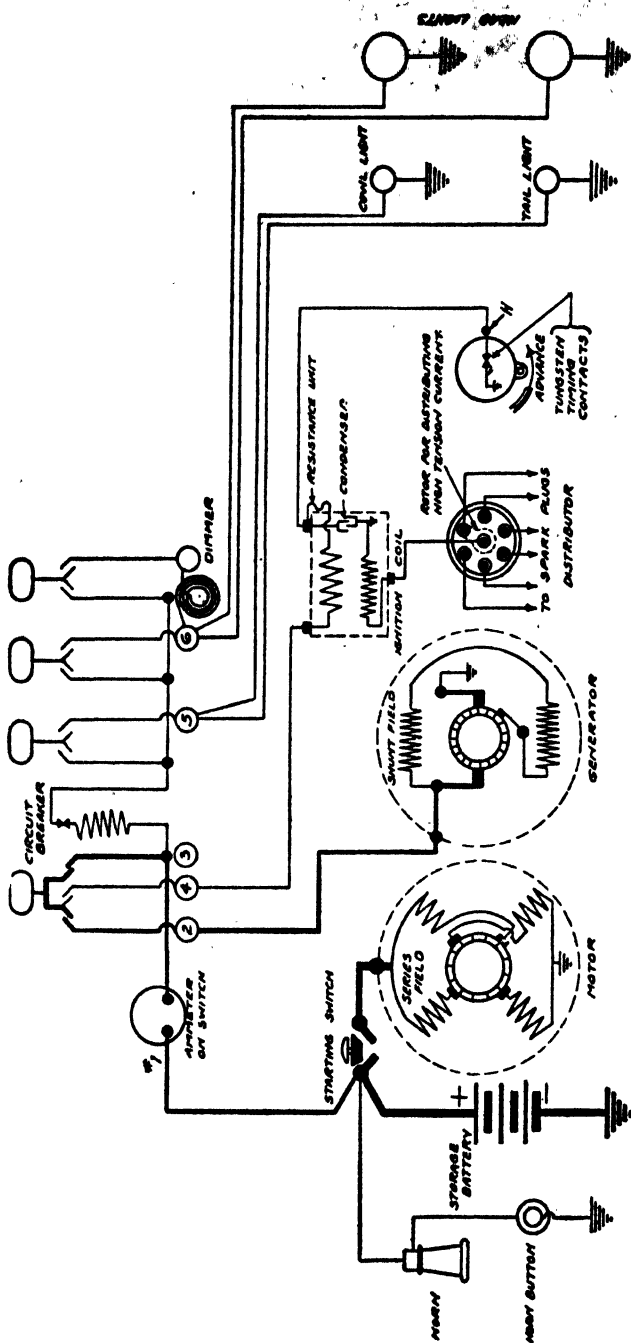 CIRCUIT
BREAKER
#1
AMMETER
ON SWITCH
2
4
3
5
6
DIMMER
HEAD LIGHTS
COWL LIGHT
TAIL LIGHT
STARTING SWITCH
RESISTANCE UNIT
CONDENSER
IGNITION COIL
SERIES
FIELD
SHUNT FIELD
ROTOR FOR DISTRIBUTING
HIGH TENSION CURRENT.
H
ADVANCE
TUNGSTEN
TIMING
CONTACTS
+
−
STORAGE
BATTERY
HORN
HORN BUTTON
MOTOR
GENERATOR
TO SPARK PLUGS
DISTRIBUTOR